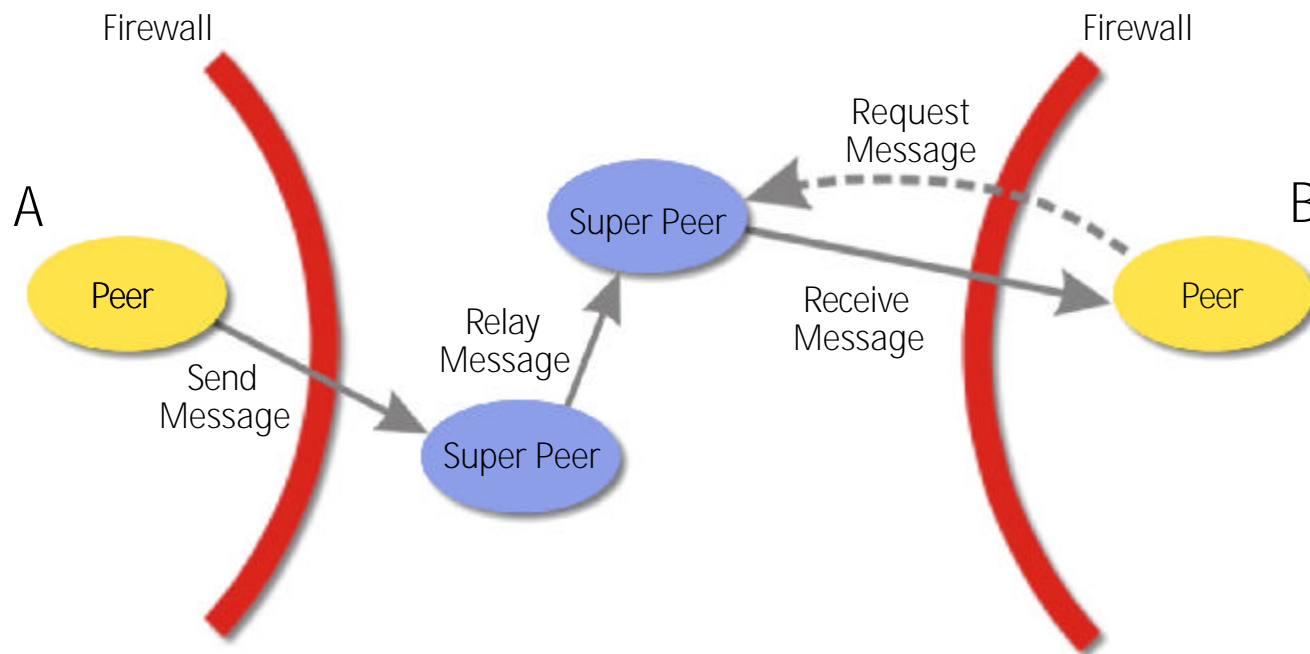 Firewall
Firewall
Request
Message
A
B
Super Peer
Peer
Peer
Receive
Message
Relay
Message
Send
Message
Super Peer